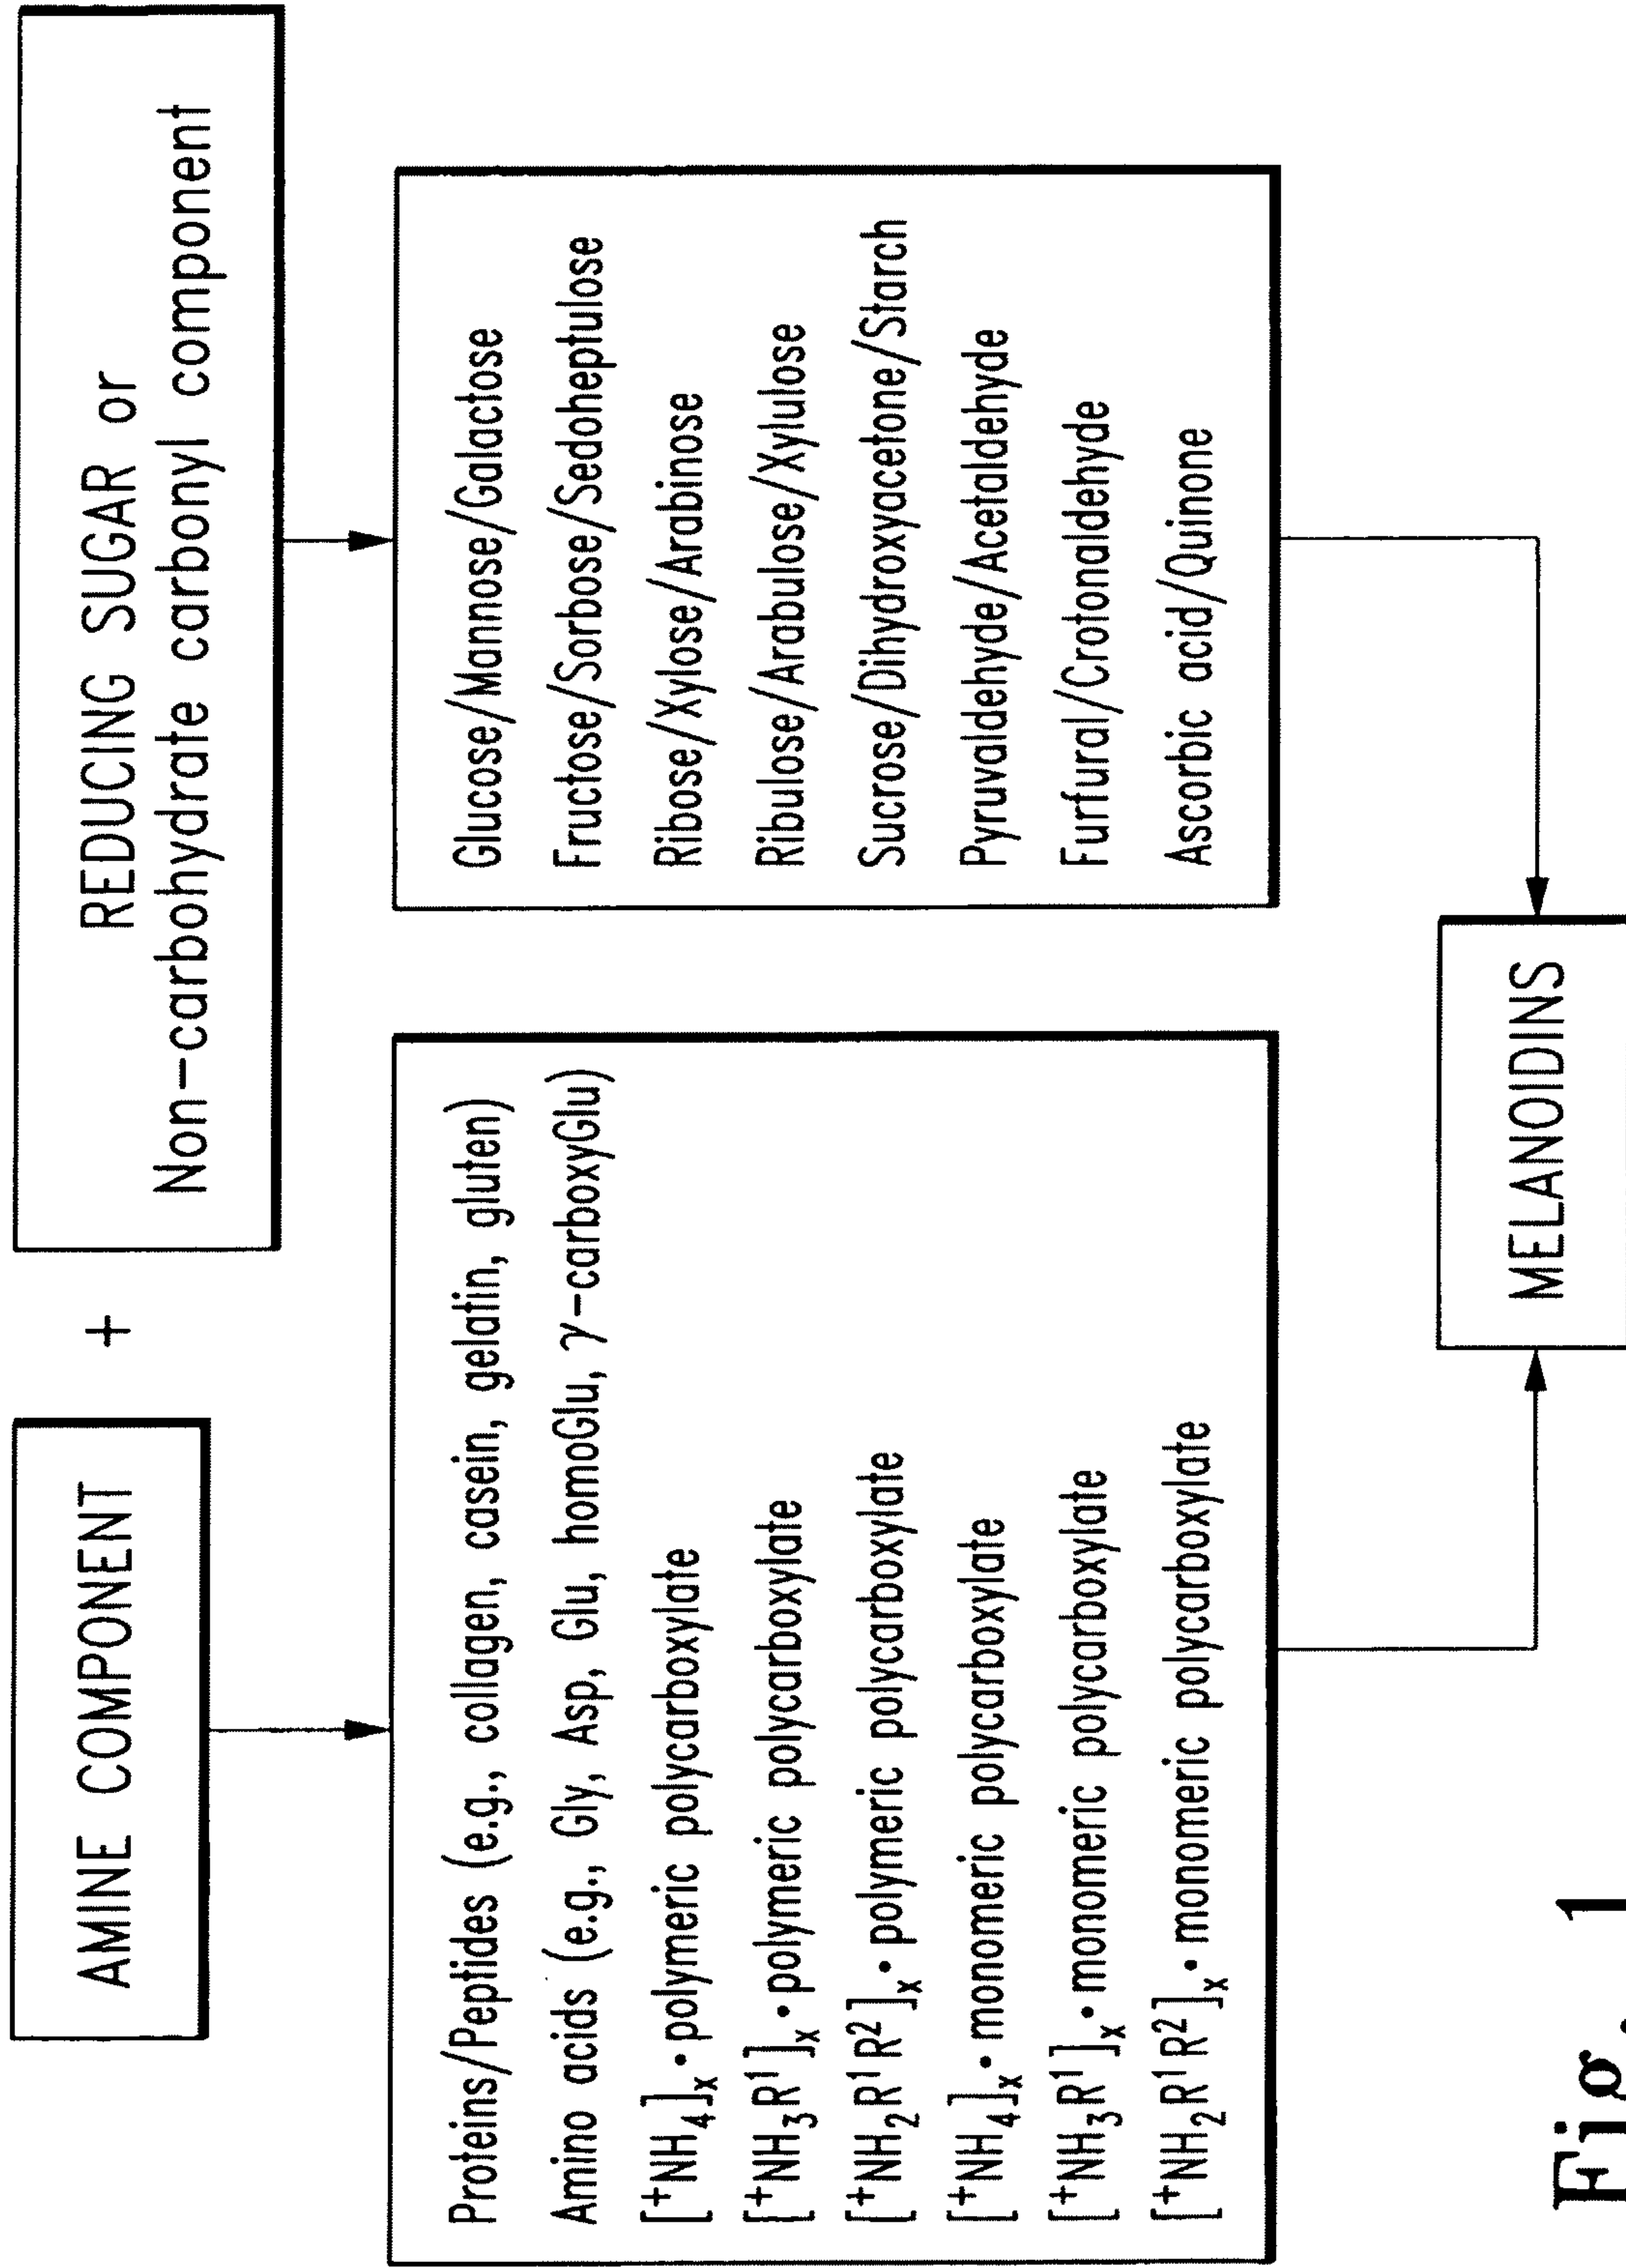 AMINE COMPONENT
+
REDUCING SUGAR or
Non-carbohydrate carbonyl component
Proteins/Peptides (e.g., collagen, casein, gelatin, gluten)
Amino acids (e.g., Gly, Asp, Glu, homoGlu, γ-carboxyGlu)
[⁺NH₄]ₓ•polymeric polycarboxylate
[⁺NH₃R¹]ₓ•polymeric polycarboxylate
[⁺NH₂R¹R²]ₓ•polymeric polycarboxylate
[⁺NH₄]ₓ•monomeric polycarboxylate
[⁺NH₃R¹]ₓ•monomeric polycarboxylate
[⁺NH₂R¹R²]ₓ•monomeric polycarboxylate
Glucose/Mannose/Galactose
Fructose/Sorbose/Sedoheptulose
Ribose/Xylose/Arabinose
Ribulose/Arabulose/Xylulose
Sucrose/Dihydroxyacetone/Starch
Pyruvaldehyde/Acetaldehyde
Furfural/Crotonaldehyde
Ascorbic acid/Quinone
MELANOIDINS
Fig. 1